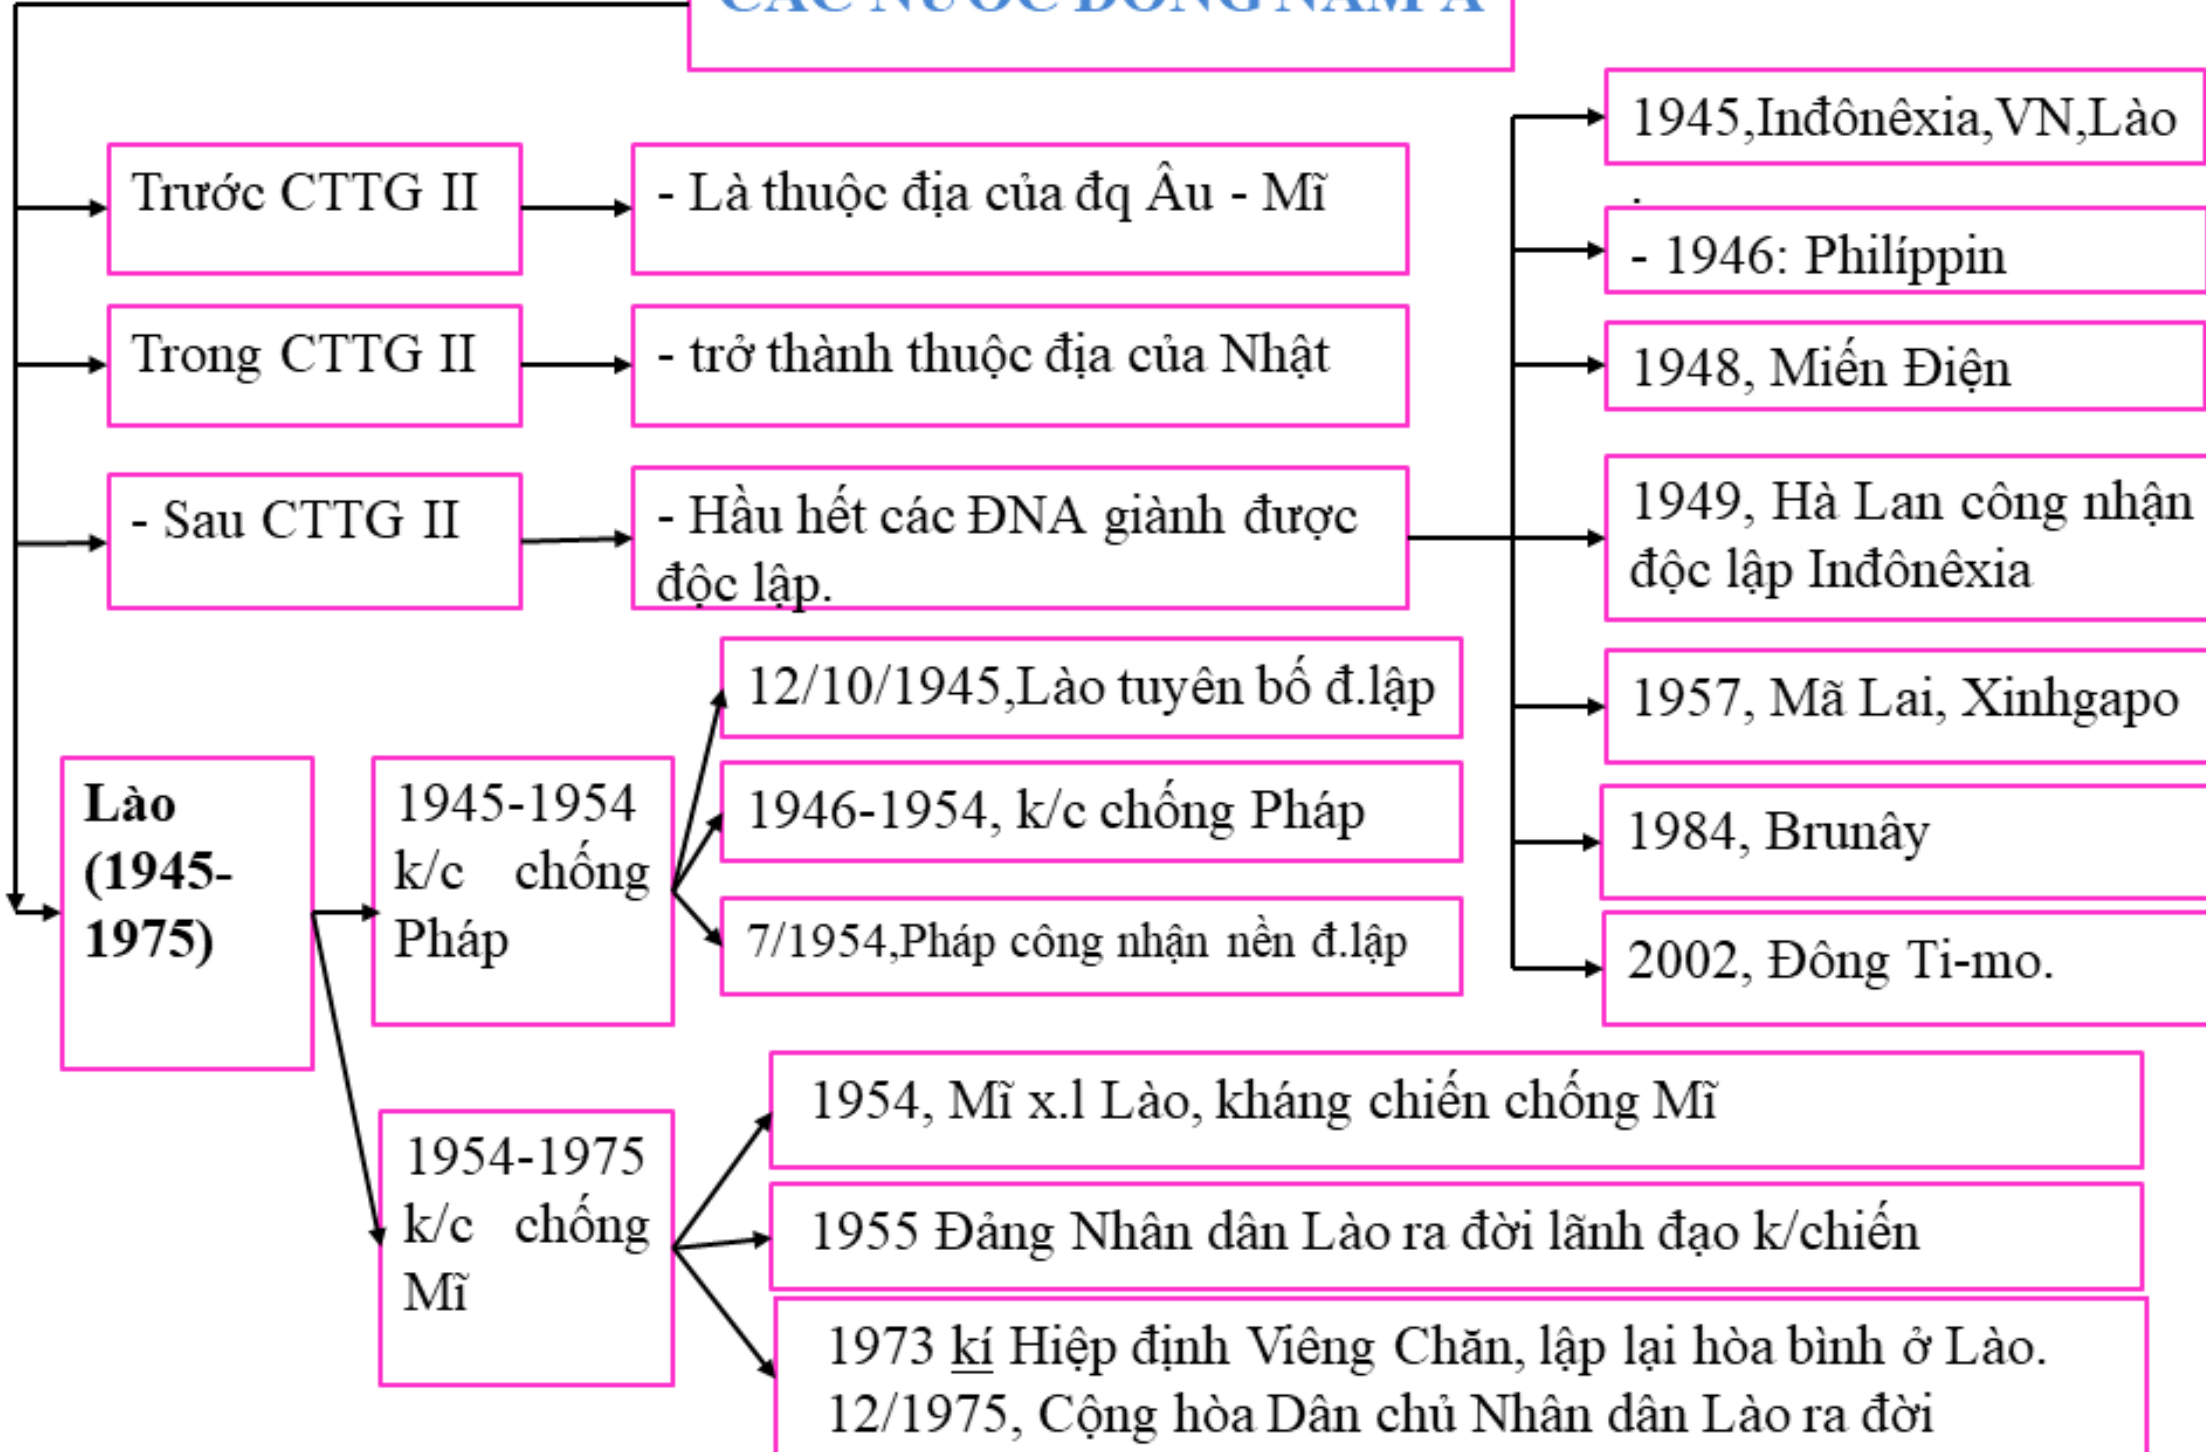 CÁC NƯỚC ĐÔNG NAM Á
Trước CTTG II
- Là thuộc địa của đq Âu - Mĩ
Trong CTTG II
- trở thành thuộc địa của Nhật
- Sau CTTG II
- Hầu hết các ĐNA giành được
độc lập.
1945,Inđônêxia,VN,Lào
.
- 1946: Philíppin
1948, Miến Điện
1949, Hà Lan công nhận
độc lập Inđônêxia
1957, Mã Lai, Xinhgapo
1984, Brunây
2002, Đông Ti-mo.
Lào
(1945-
1975)
1945-1954
k/c chống
Pháp
12/10/1945,Lào tuyên bố đ.lập
1946-1954, k/c chống Pháp
7/1954,Pháp công nhận nền đ.lập
1954-1975
k/c chống
Mĩ
1954, Mĩ x.l Lào, kháng chiến chống Mĩ
1955 Đảng Nhân dân Lào ra đời lãnh đạo k/chiến
1973 kí Hiệp định Viêng Chăn, lập lại hòa bình ở Lào.
12/1975, Cộng hòa Dân chủ Nhân dân Lào ra đời